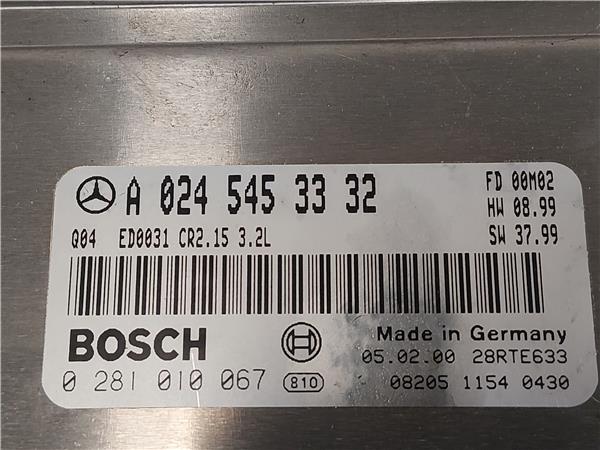 A 024 545 33 32
FD 00M02
HW 08.99
Q04 ED0031 CR2.15 3.2L
SW 37.99
BOSCH
Made in Germany
05.02.00 28RTE633
0 281 010 067
810
08205 1154 0430